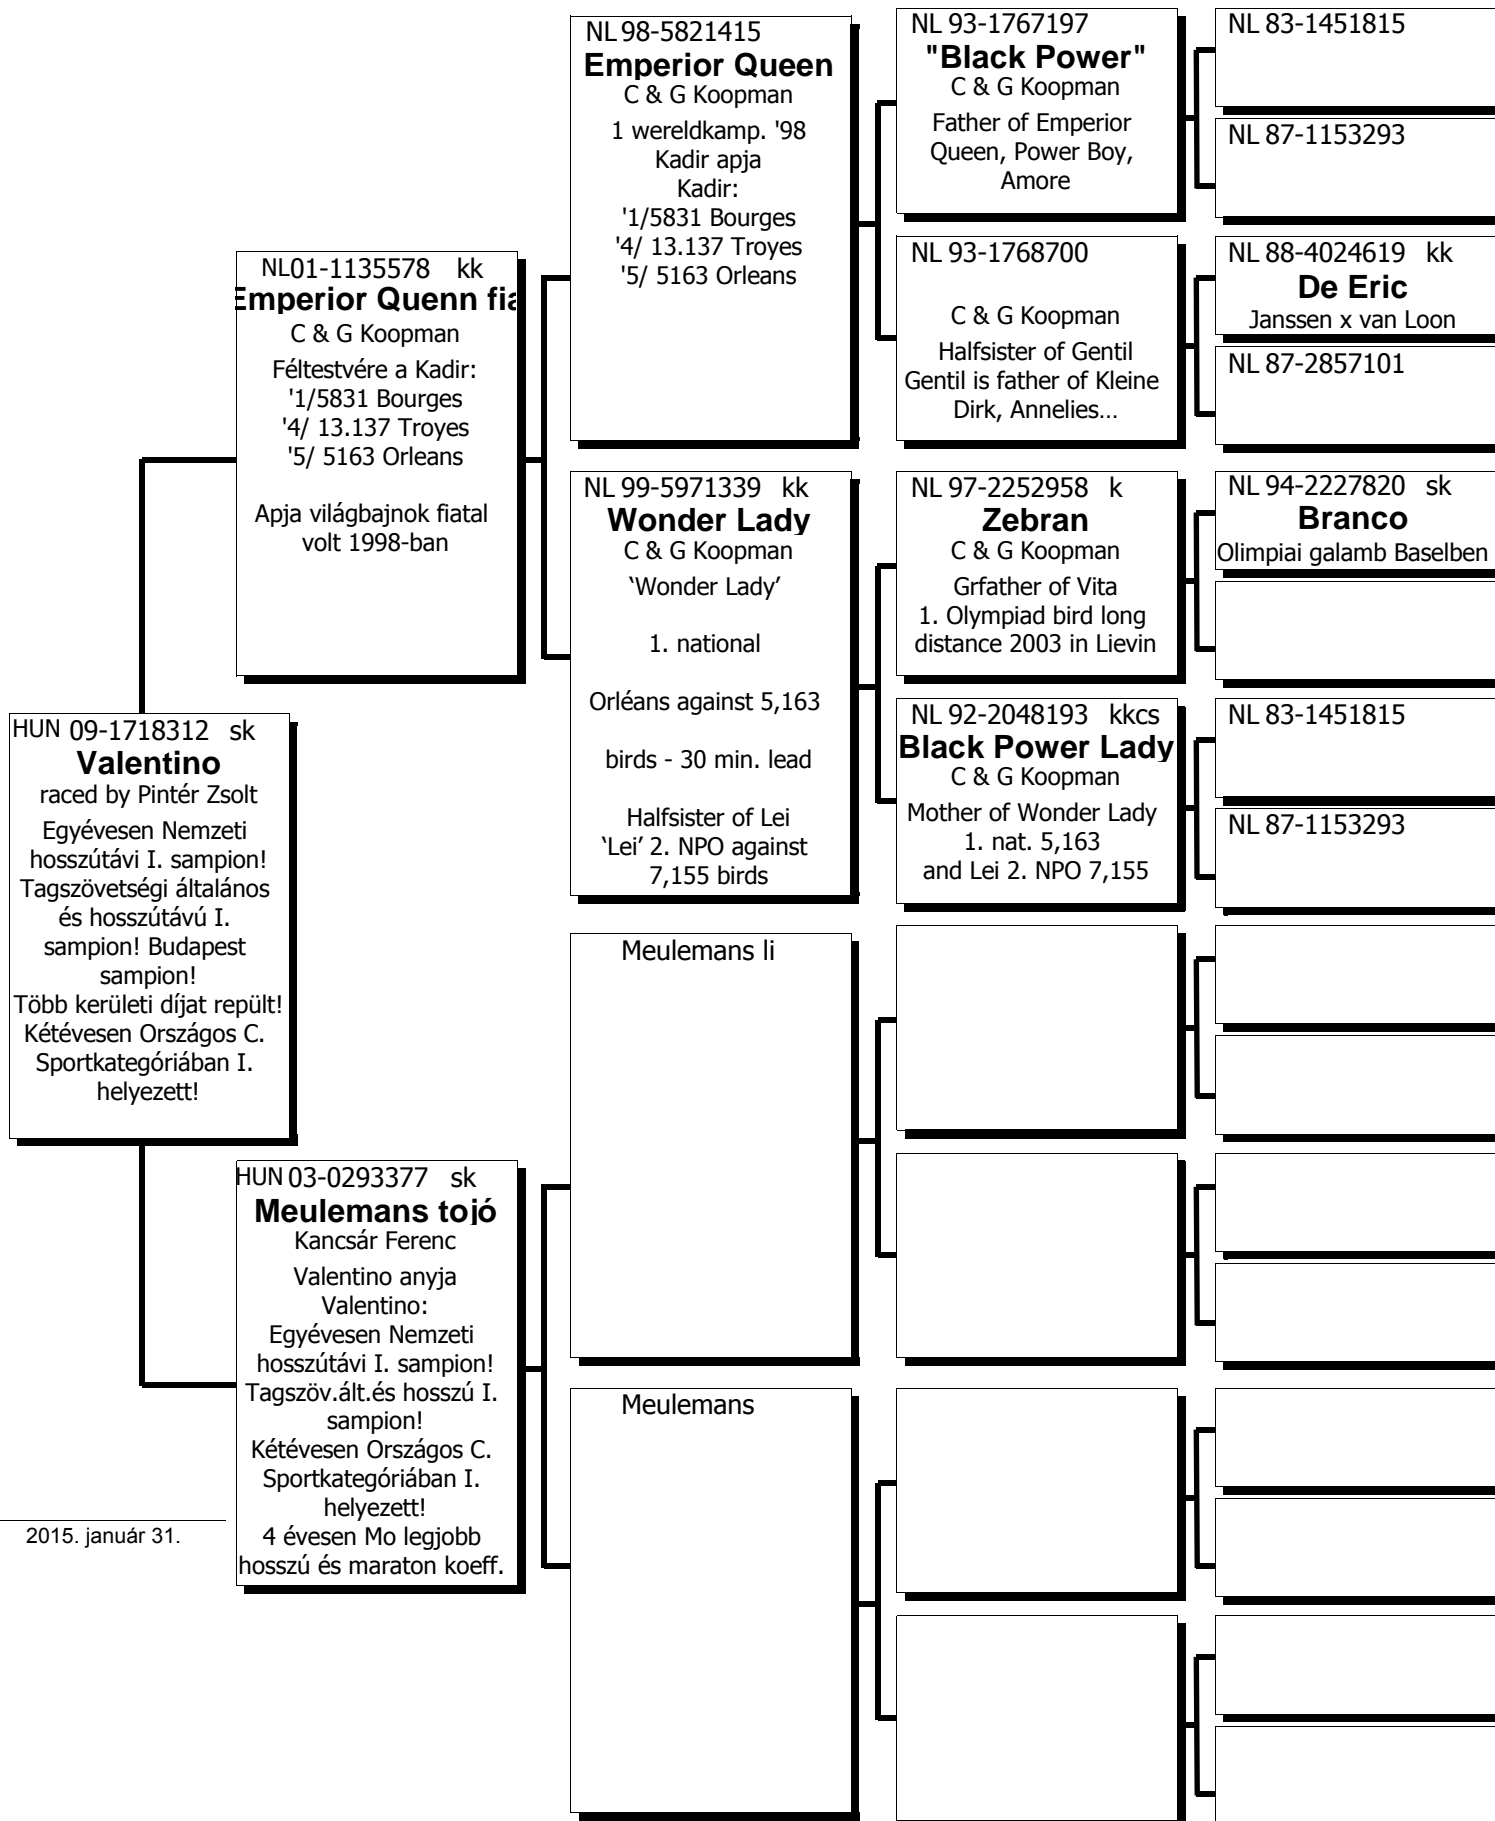 HUN 09-1718312 sk
Valentino
raced by Pintér Zsolt
Egyévesen Nemzeti
hosszútávi I. sampion!
Tagszövetségi általános
és hosszútávú I.
sampion! Budapest
sampion!
Több kerületi díjat repült!
Kétévesen Országos C.
Sportkategóriában I.
helyezett!
2015. január 31.
NL01-1135578 kk
Emperior Quenn fia
C & G Koopman
Féltestvére a Kadir:
'1/5831 Bourges
'4/ 13.137 Troyes
'5/ 5163 Orleans
Apja világbajnok fiatal
volt 1998-ban
HUN 03-0293377 sk
Meulemans tojó
Kancsár Ferenc
Valentino anyja
Valentino:
Egyévesen Nemzeti
hosszútávi I. sampion!
Tagszöv.ált.és hosszú I.
sampion!
Kétévesen Országos C.
Sportkategóriában I.
helyezett!
4 évesen Mo legjobb
hosszú és maraton koeff.
NL 98-5821415
Emperior Queen
C & G Koopman
1 wereldkamp. '98
Kadir apja
Kadir:
'1/5831 Bourges
'4/ 13.137 Troyes
'5/ 5163 Orleans
NL 99-5971339 kk
Wonder Lady
C & G Koopman
‘Wonder Lady’
1. national
Orléans against 5,163
birds - 30 min. lead
Halfsister of Lei
‘Lei’ 2. NPO against
7,155 birds
Meulemans li
Meulemans
NL 93-1767197
"Black Power"
C & G Koopman
Father of Emperior
Queen, Power Boy,
Amore
NL 93-1768700
C & G Koopman
Halfsister of Gentil
Gentil is father of Kleine
Dirk, Annelies...
NL 97-2252958 k
Zebran
C & G Koopman
Grfather of Vita
1. Olympiad bird long
distance 2003 in Lievin
NL 92-2048193 kkcs
Black Power Lady
C & G Koopman
Mother of Wonder Lady
1. nat. 5,163
and Lei 2. NPO 7,155
NL 83-1451815
NL 87-1153293
NL 88-4024619 kk
De Eric
Janssen x van Loon
NL 87-2857101
NL 94-2227820 sk
Branco
Olimpiai galamb Baselben
NL 83-1451815
NL 87-1153293